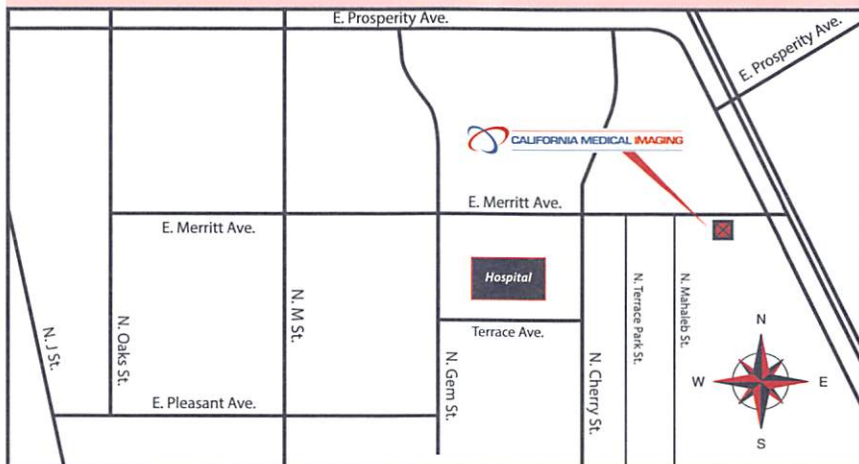 E. Prosperity Ave.
E. Prosperity Ave.
CALIFORNIA MEDICAL IMAGING
E. Merritt Ave.
E. Merritt Ave.
Hospital
N. J St.
N. Oaks St.
N. M St.
N. Gem St.
Terrace Ave.
N. Cherry St.
N. Terrace Park St.
N. Mahaleb St.
N
W
E
S
E. Pleasant Ave.